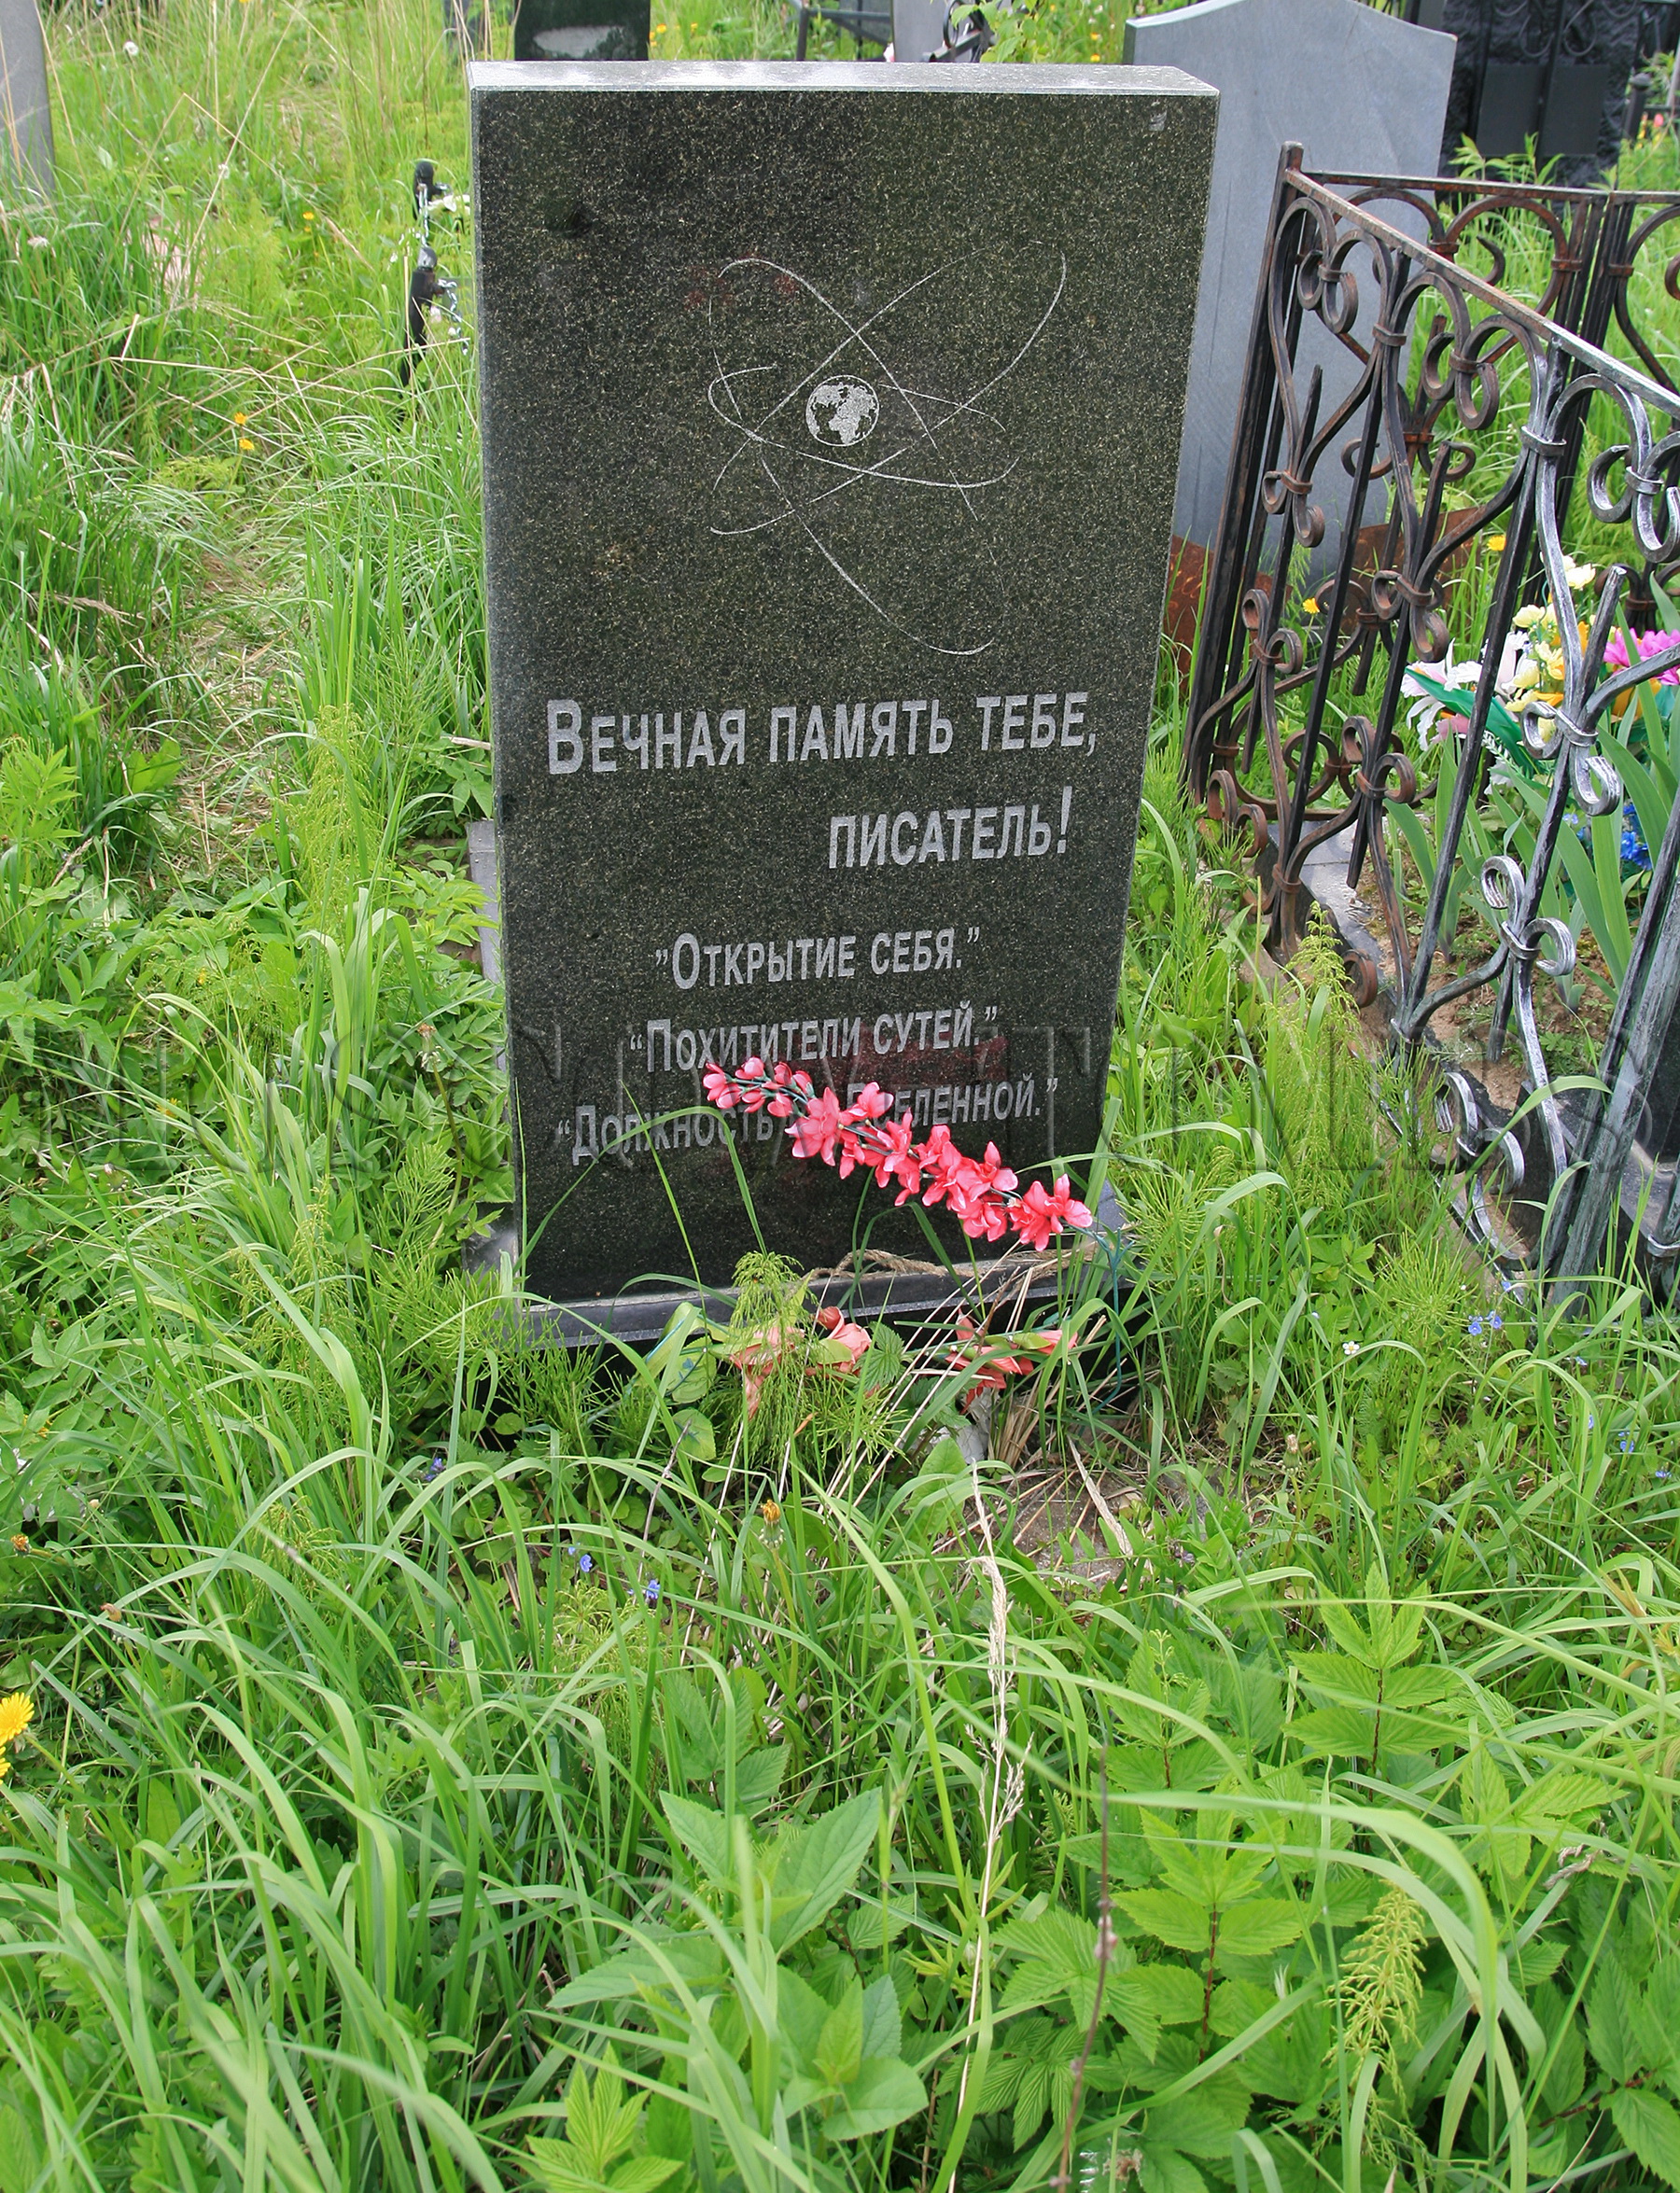 Вечная память тебе,
писатель!
”Открытие себя.”
“Похитители сутей.”
“Должность